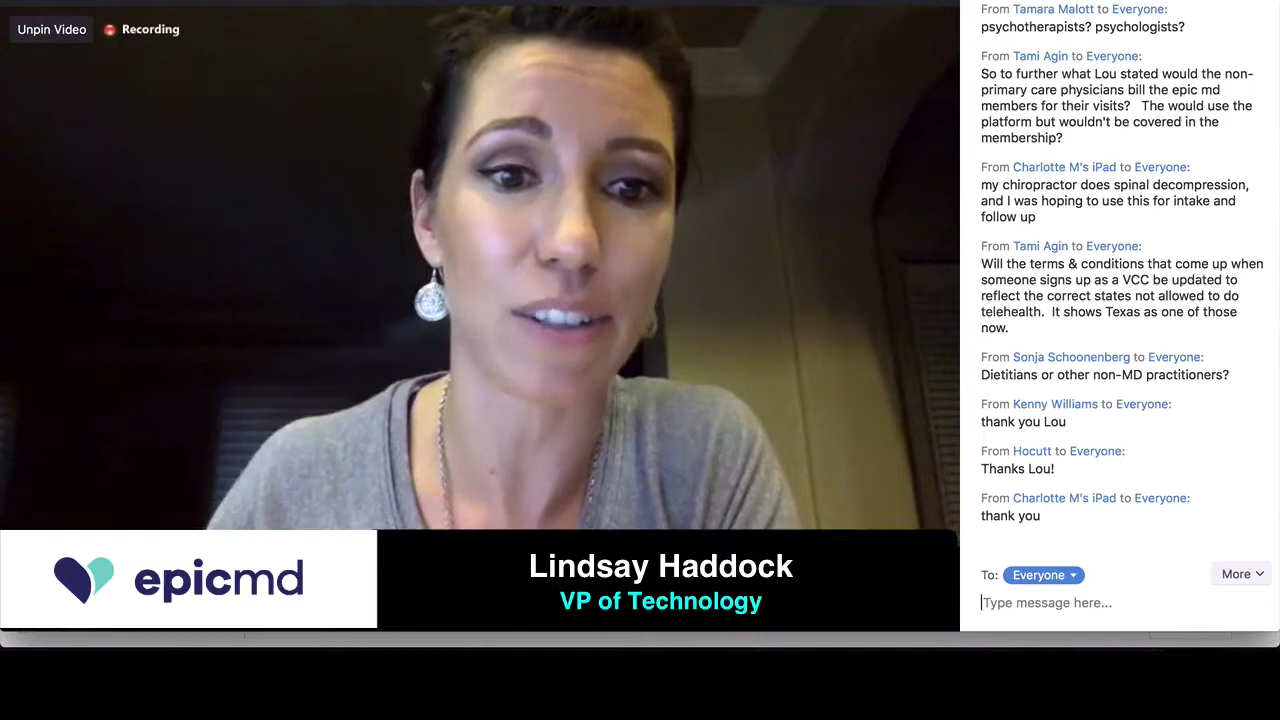 Unpin Video
Recording
epicmd
Lindsay Haddock
VP of Technology
From Tamara Malott to Everyone:
psychotherapists? psychologists?
From Tami Agin to Everyone:
So to further what Lou stated would the non-
primary care physicians bill the epic md
members for their visits?   The would use the
platform but wouldn't be covered in the
membership?
From Charlotte M's iPad to Everyone:
my chiropractor does spinal decompression,
and I was hoping to use this for intake and
follow up
From Tami Agin to Everyone:
Will the terms & conditions that come up when
someone signs up as a VCC be updated to
reflect the correct states not allowed to do
telehealth.  It shows Texas as one of those
now.
From Sonja Schoonenberg to Everyone:
Dietitians or other non-MD practitioners?
From Kenny Williams to Everyone:
thank you Lou
From Hocutt to Everyone:
Thanks Lou!
From Charlotte M's iPad to Everyone:
thank you
To: Everyone
More
Type message here...